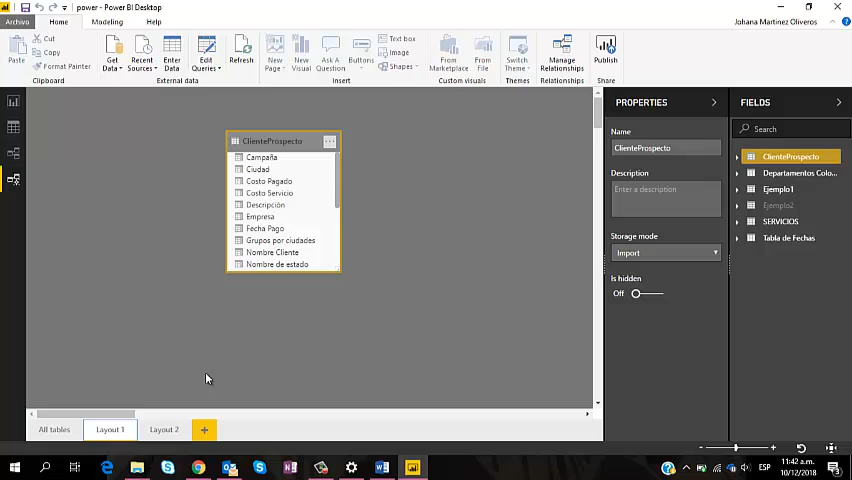 power - Power BI Desktop
Johana Martinez Oliveros
Archivo Home Modeling Help
Paste
Cut
Copy
Format Painter
Clipboard
Get Data
Recent Sources
Enter Data
Edit Queries
External data
Refresh
New Page
New Visual
Ask A Question
Buttons
Text box
Image
Shapes
Insert
From Marketplace
From File
Custom visuals
Switch Theme
Themes
Manage Relationships
Relationships
Publish
Share
ClienteProspecto
Campaña
Ciudad
Costo Pagado
Costo Servicio
Descripción
Empresa
Fecha Pago
Grupos por ciudades
Nombre Cliente
Nombre de estado
PROPERTIES
Name
ClienteProspecto
Description
Enter a description
Storage mode
Import
Is hidden
Off
FIELDS
Search
ClienteProspecto
Departamentos Colo...
Ejemplo1
Ejemplo2
SERVICIOS
Tabla de Fechas
All tables Layout 1 Layout 2 +
ESP
11:42 a.m.
10/12/2018